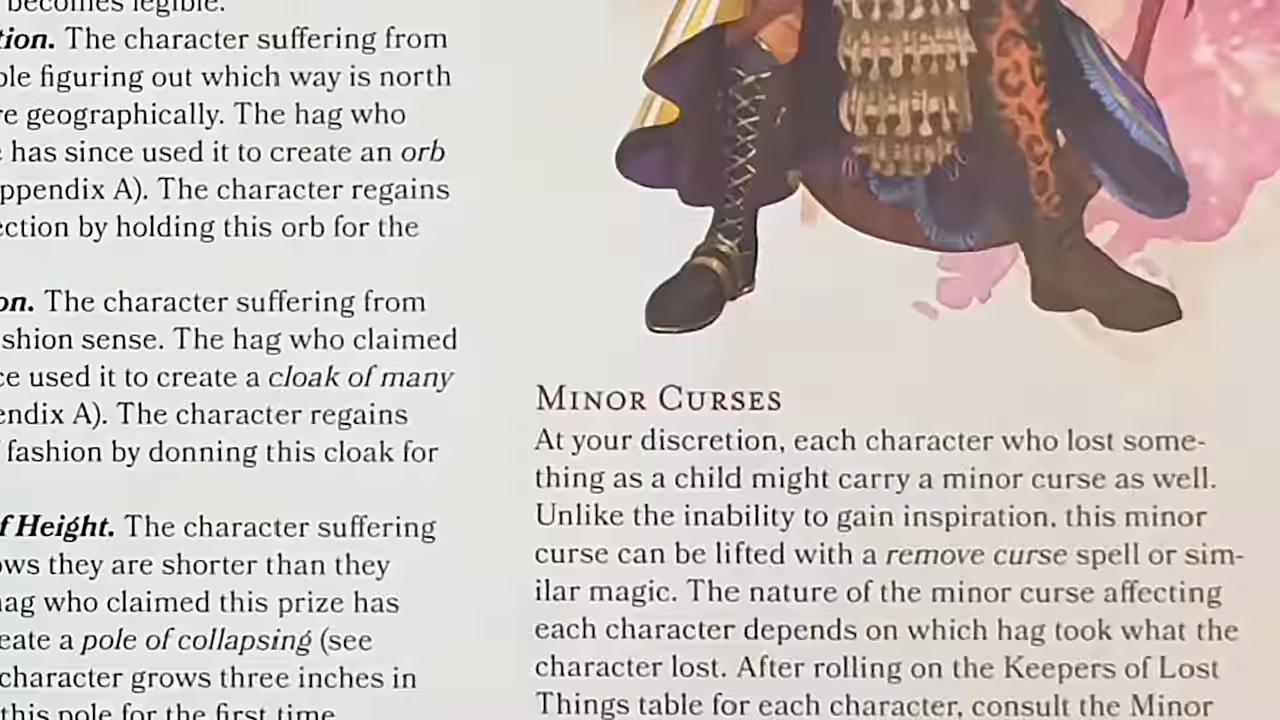 becomes legible.
tion. The character suffering from
ble figuring out which way is north
re geographically. The hag who
has since used it to create an orb
ppendix A). The character regains
ction by holding this orb for the
on. The character suffering from
shion sense. The hag who claimed
ce used it to create a cloak of many
endix A). The character regains
fashion by donning this cloak for
f Height. The character suffering
ows they are shorter than they
hag who claimed this prize has
eate a pole of collapsing (see
character grows three inches in
this pole for the first time.
MINOR CURSES
At your discretion, each character who lost some-
thing as a child might carry a minor curse as well.
Unlike the inability to gain inspiration, this minor
curse can be lifted with a remove curse spell or sim-
ilar magic. The nature of the minor curse affecting
each character depends on which hag took what the
character lost. After rolling on the Keepers of Lost
Things table for each character, consult the Minor